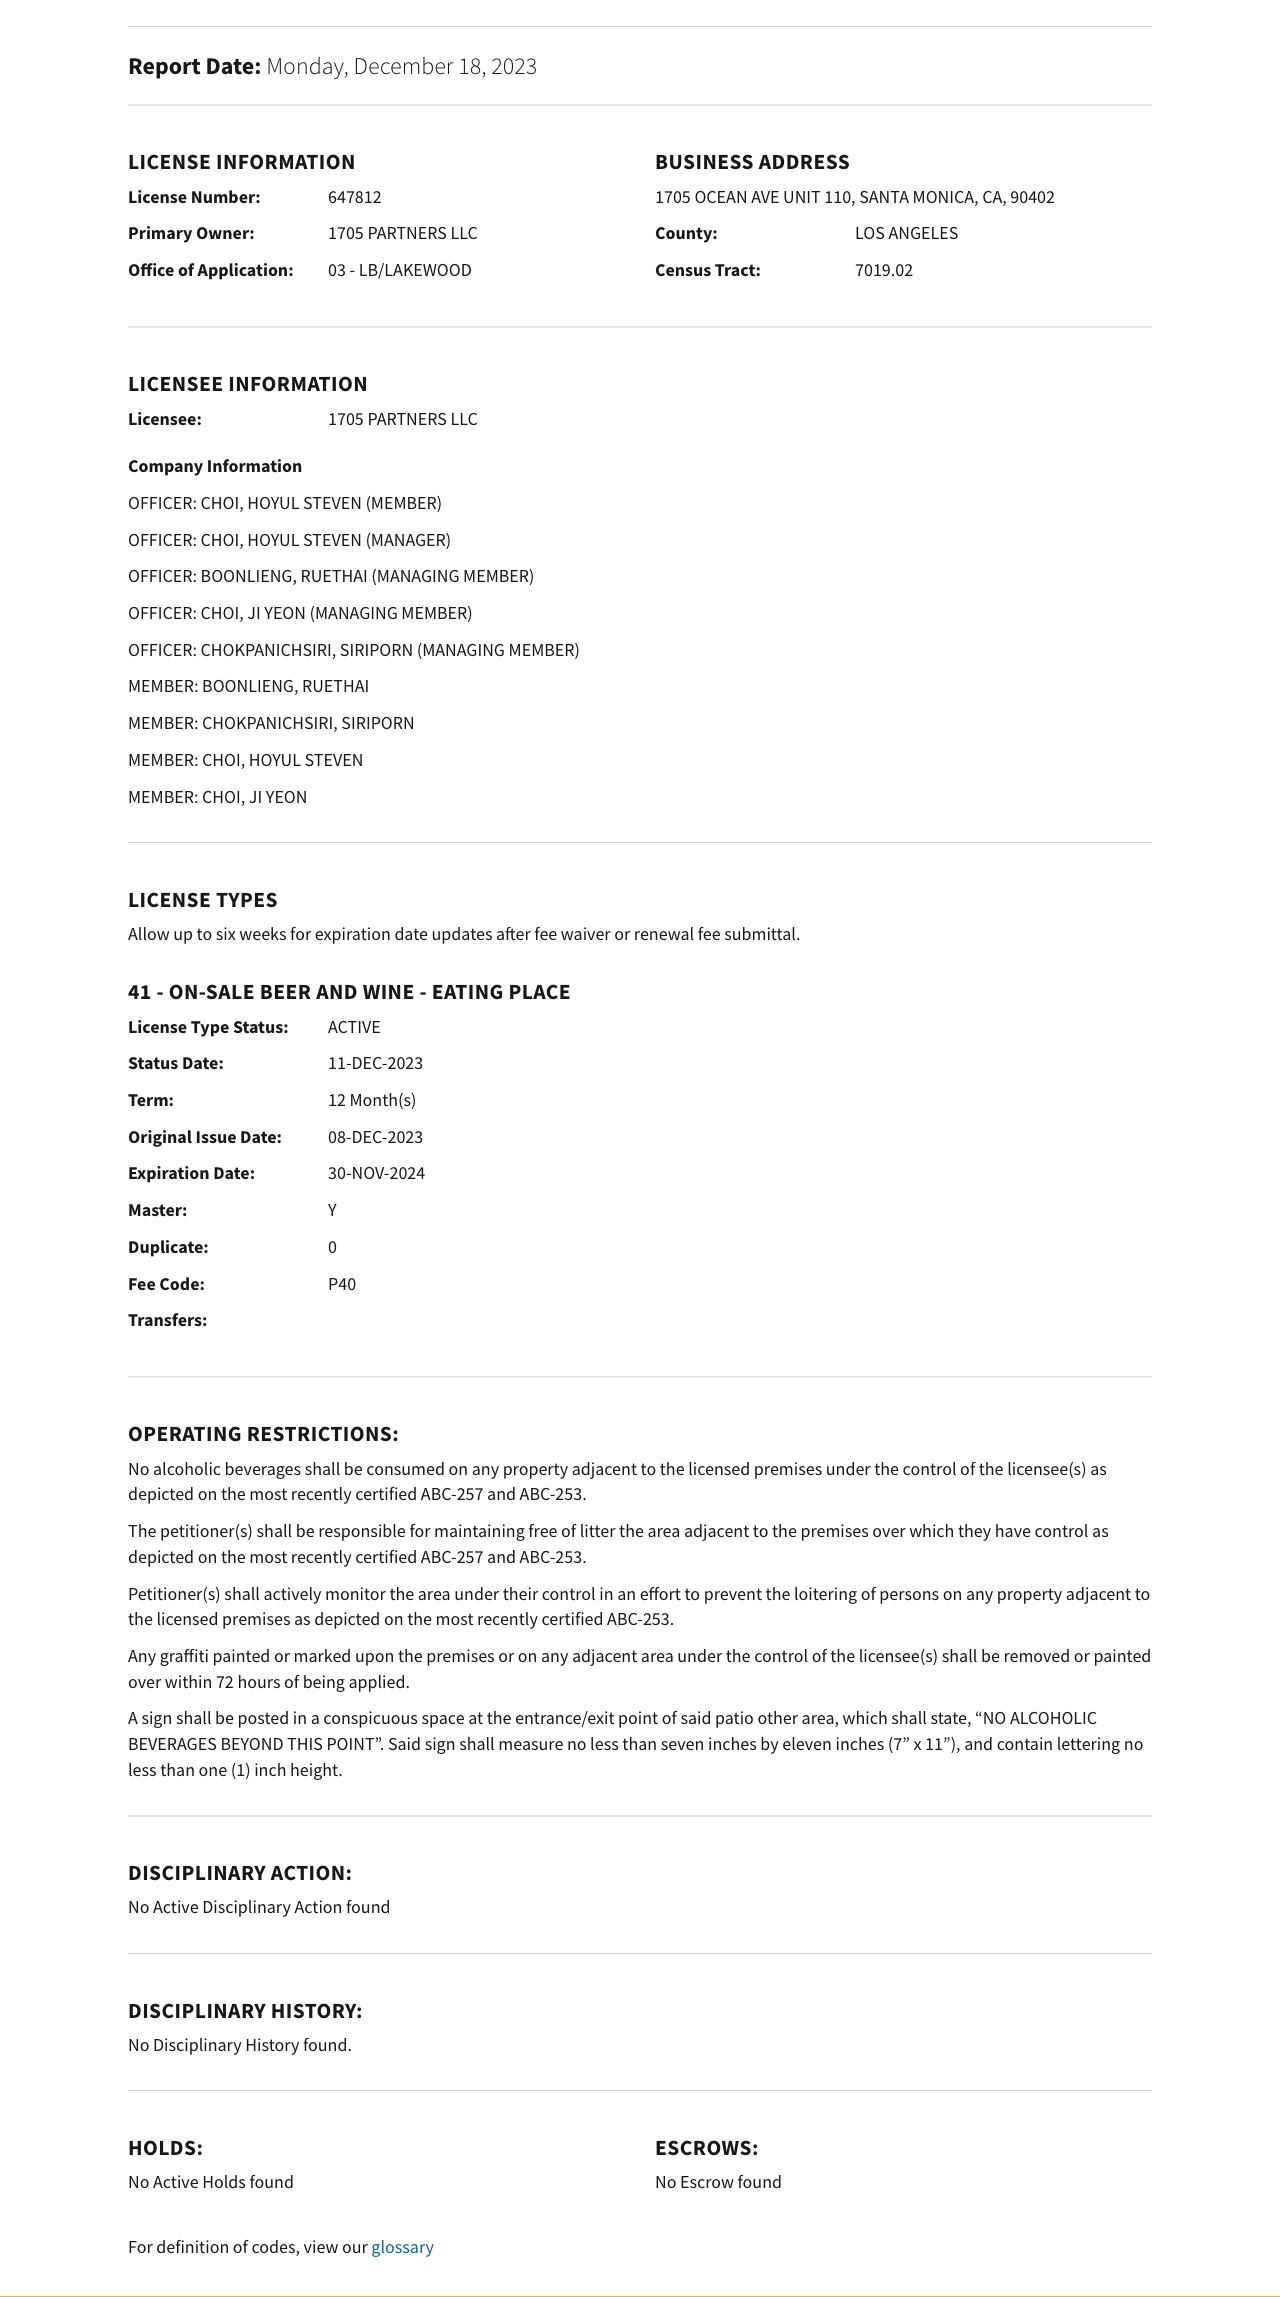 Report Date: Monday, December 18, 2023
LICENSE INFORMATION
License Number: 647812
Primary Owner: 1705 PARTNERS LLC
Office of Application: 03 - LB/LAKEWOOD
BUSINESS ADDRESS
1705 OCEAN AVE UNIT 110, SANTA MONICA, CA, 90402
County: LOS ANGELES
Census Tract: 7019.02
LICENSEE INFORMATION
Licensee: 1705 PARTNERS LLC
Company Information
OFFICER: CHOI, HOYUL STEVEN (MEMBER)
OFFICER: CHOI, HOYUL STEVEN (MANAGER)
OFFICER: BOONLIENG, RUETHAI (MANAGING MEMBER)
OFFICER: CHOI, JI YEON (MANAGING MEMBER)
OFFICER: CHOKPANICHSIRI, SIRIPORN (MANAGING MEMBER)
MEMBER: BOONLIENG, RUETHAI
MEMBER: CHOKPANICHSIRI, SIRIPORN
MEMBER: CHOI, HOYUL STEVEN
MEMBER: CHOI, JI YEON
LICENSE TYPES
Allow up to six weeks for expiration date updates after fee waiver or renewal fee submittal.
41 - ON-SALE BEER AND WINE - EATING PLACE
License Type Status: ACTIVE
Status Date: 11-DEC-2023
Term: 12 Month(s)
Original Issue Date: 08-DEC-2023
Expiration Date: 30-NOV-2024
Master: Y
Duplicate: 0
Fee Code: P40
Transfers:
OPERATING RESTRICTIONS:
No alcoholic beverages shall be consumed on any property adjacent to the licensed premises under the control of the licensee(s) as
depicted on the most recently certified ABC-257 and ABC-253.
The petitioner(s) shall be responsible for maintaining free of litter the area adjacent to the premises over which they have control as
depicted on the most recently certified ABC-257 and ABC-253.
Petitioner(s) shall actively monitor the area under their control in an effort to prevent the loitering of persons on any property adjacent to
the licensed premises as depicted on the most recently certified ABC-253.
Any graffiti painted or marked upon the premises or on any adjacent area under the control of the licensee(s) shall be removed or painted
over within 72 hours of being applied.
A sign shall be posted in a conspicuous space at the entrance/exit point of said patio other area, which shall state, “NO ALCOHOLIC
BEVERAGES BEYOND THIS POINT”. Said sign shall measure no less than seven inches by eleven inches (7” x 11”), and contain lettering no
less than one (1) inch height.
DISCIPLINARY ACTION:
No Active Disciplinary Action found
DISCIPLINARY HISTORY:
No Disciplinary History found.
HOLDS:
No Active Holds found
ESCROWS:
No Escrow found
For definition of codes, view our glossary